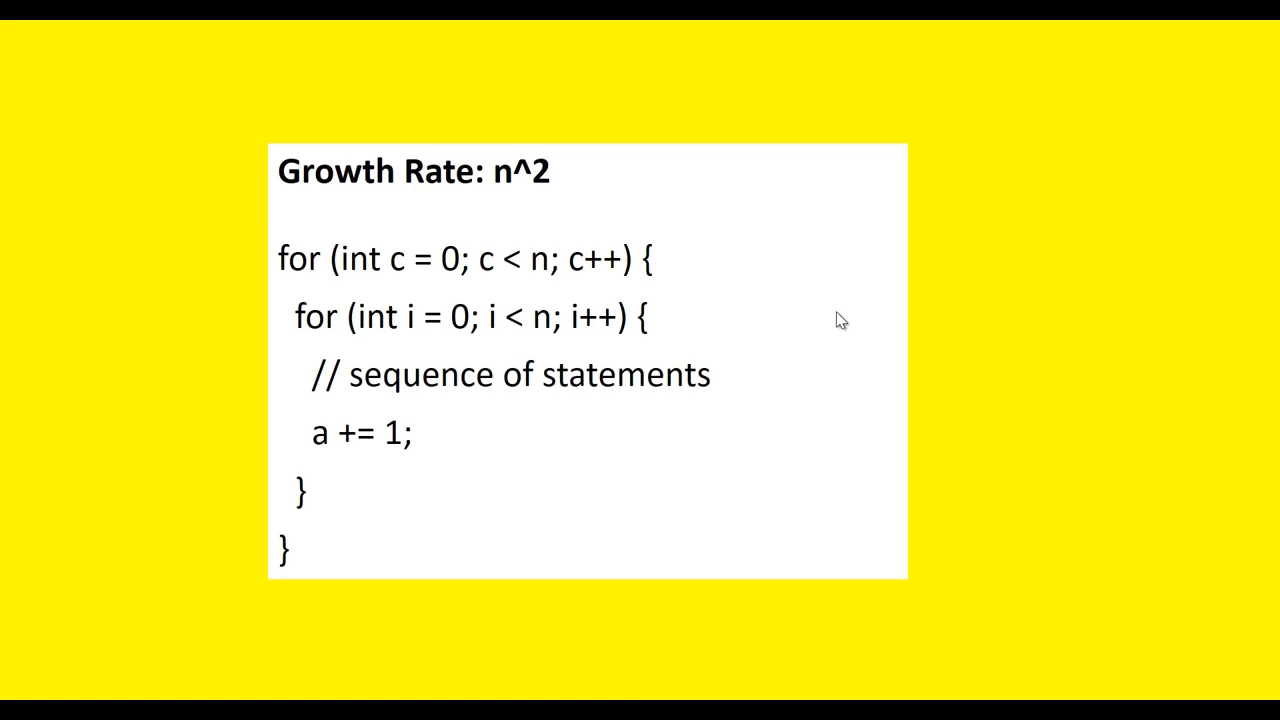 Growth Rate: n^2
for (int c = 0; c < n; c++) {
for (int i = 0; i < n; i++) {
// sequence of statements
a += 1;
}
}